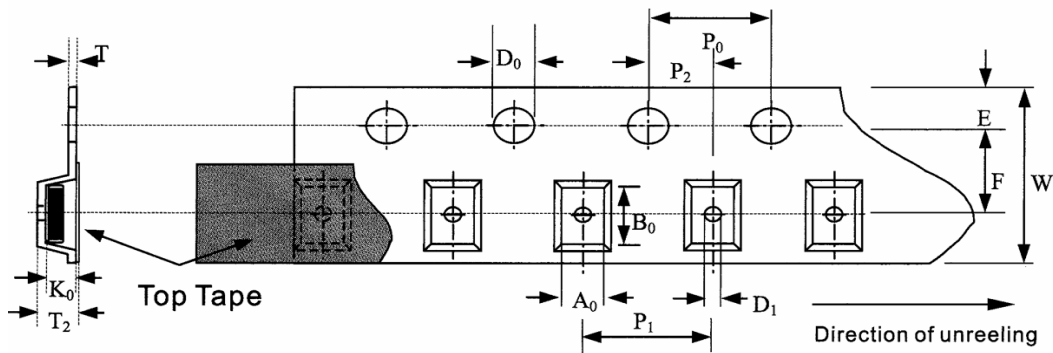 T
D₀
P₀
P₂
E
W
F
B₀
K₀
T₂
Top Tape
A₀
D₁
P₁
Direction of unreeling